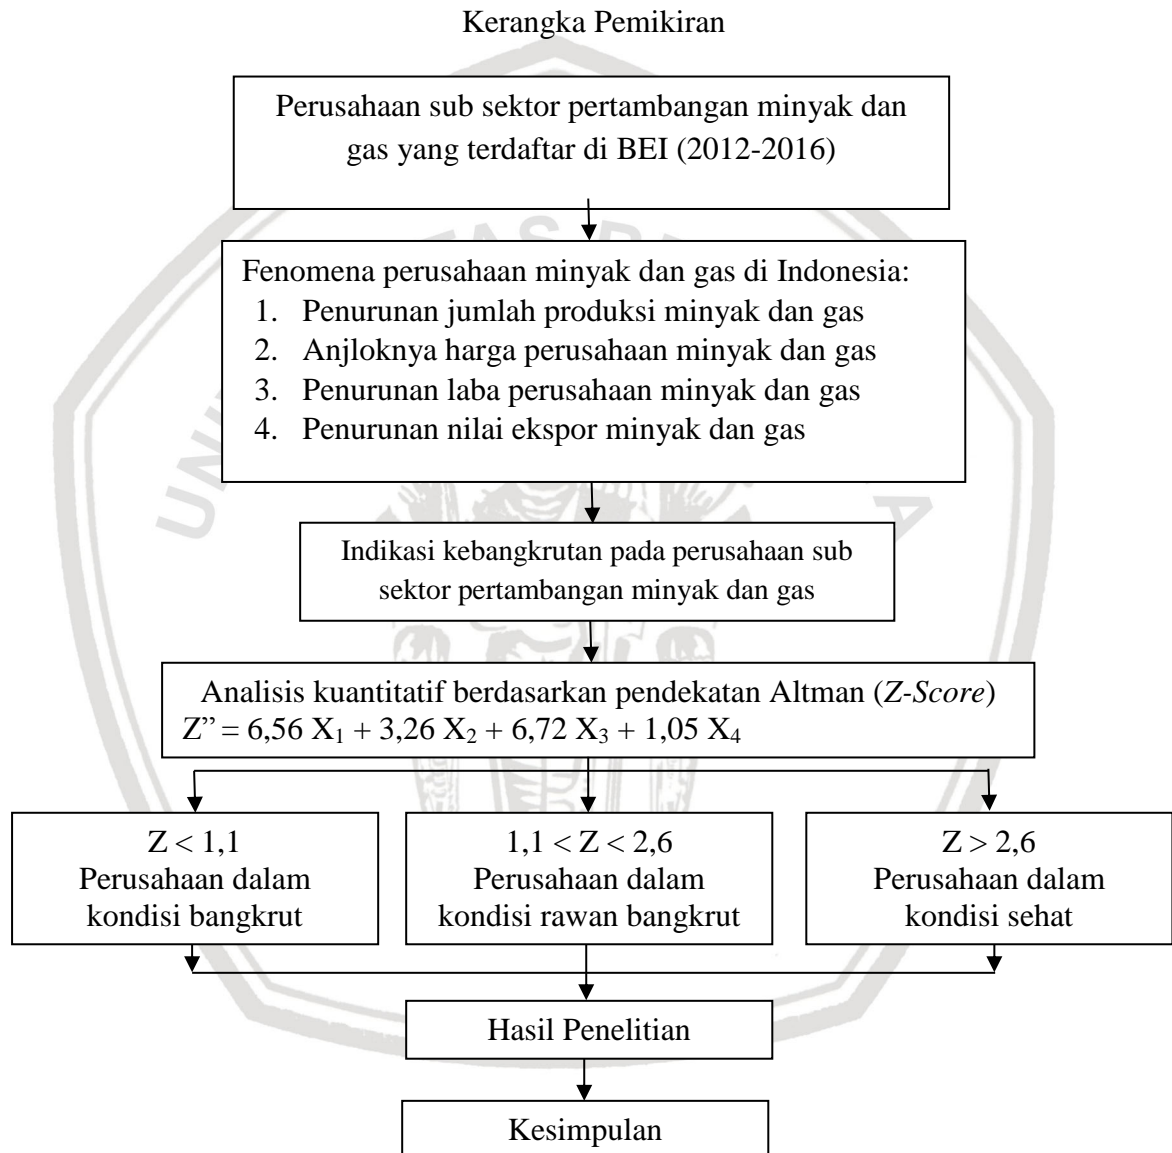 Kerangka Pemikiran
Perusahaan sub sektor pertambangan minyak dan
gas yang terdaftar di BEI (2012-2016)
Fenomena perusahaan minyak dan gas di Indonesia:
1. Penurunan jumlah produksi minyak dan gas
2. Anjloknya harga perusahaan minyak dan gas
3. Penurunan laba perusahaan minyak dan gas
4. Penurunan nilai ekspor minyak dan gas
Indikasi kebangkrutan pada perusahaan sub
sektor pertambangan minyak dan gas
Analisis kuantitatif berdasarkan pendekatan Altman (Z-Score)
Z” = 6,56 X₁ + 3,26 X₂ + 6,72 X₃ + 1,05 X₄
Z < 1,1
Perusahaan dalam
kondisi bangkrut
1,1 < Z < 2,6
Perusahaan dalam
kondisi rawan bangkrut
Z > 2,6
Perusahaan dalam
kondisi sehat
Hasil Penelitian
Kesimpulan